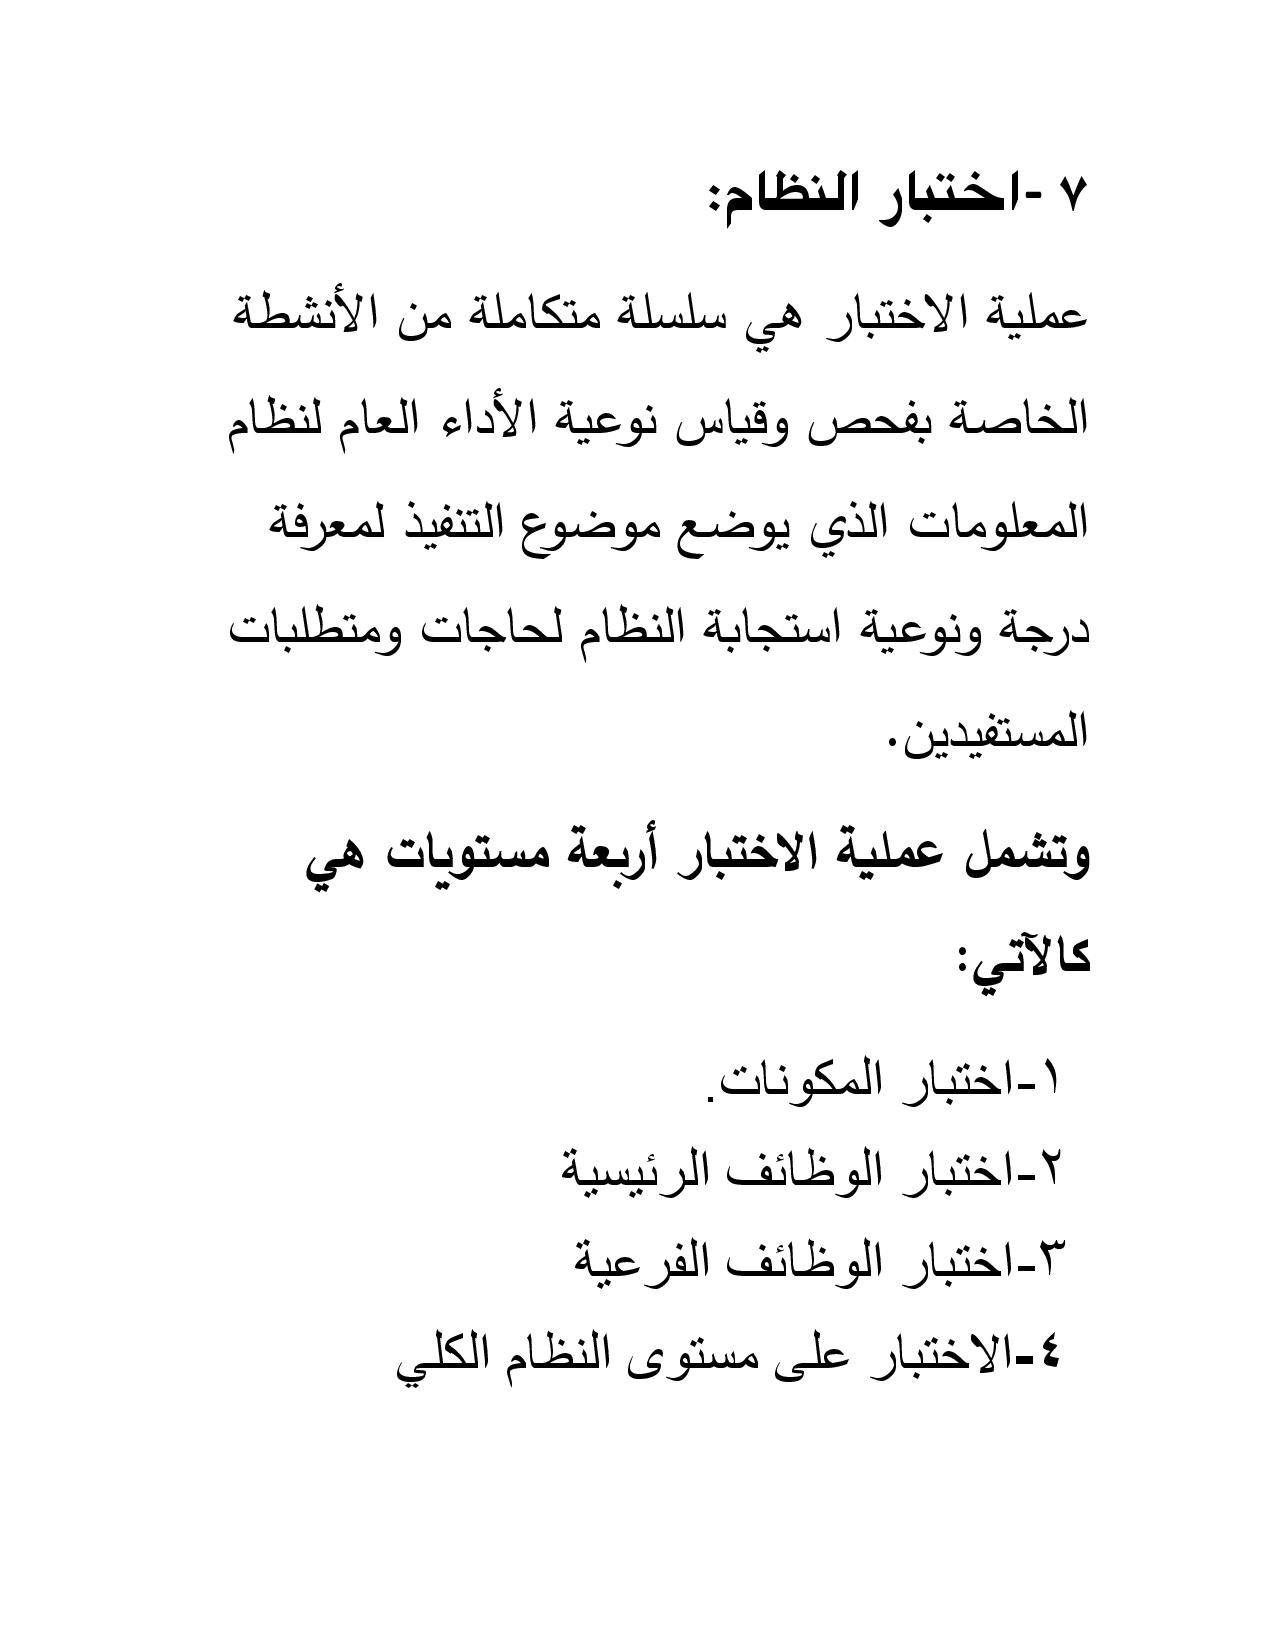 ٧ -اختبار النظام:
عملية الاختبار هي سلسلة متكاملة من الأنشطة
الخاصة بفحص وقياس نوعية الأداء العام لنظام
المعلومات الذي يوضع موضوع التنفيذ لمعرفة
درجة ونوعية استجابة النظام لحاجات ومتطلبات
المستفيدين.
وتشمل عملية الاختبار أربعة مستويات هي
كالآتي:
١-اختبار المكونات.
٢-اختبار الوظائف الرئيسية
٣-اختبار الوظائف الفرعية
٤-الاختبار على مستوى النظام الكلي